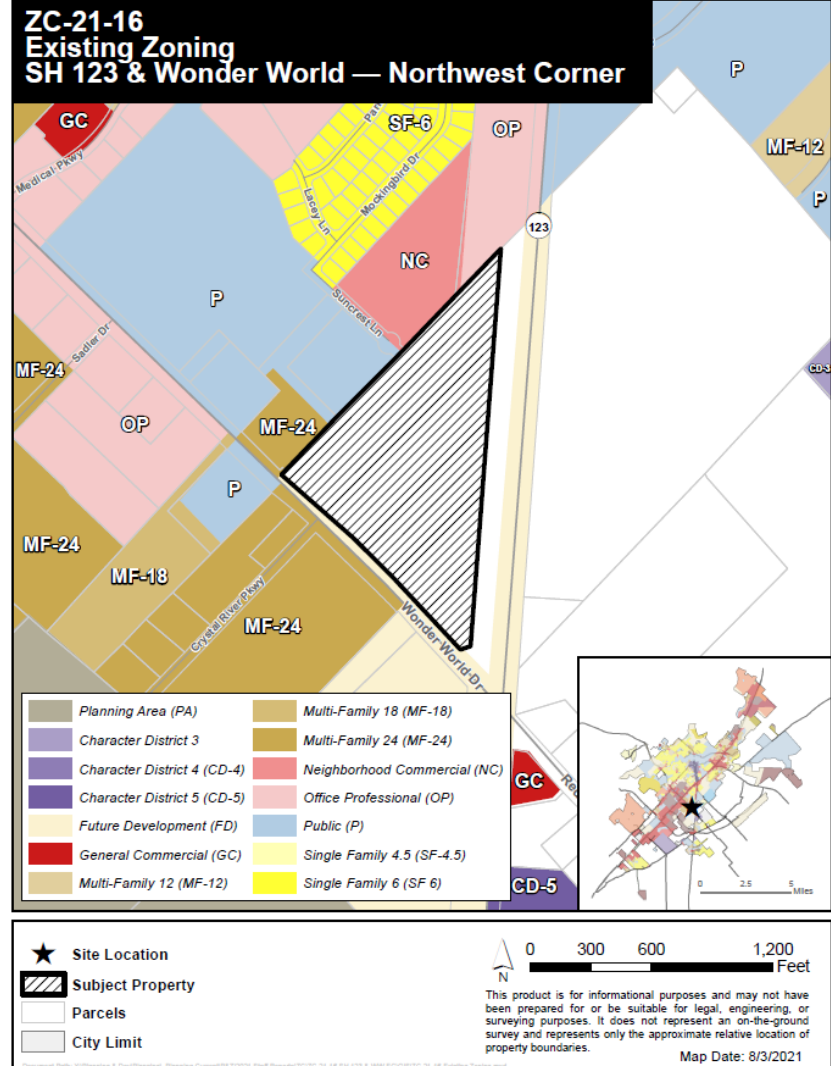 ZC-21-16
Existing Zoning
SH 123 & Wonder World — Northwest Corner
P
GC
SF-6
OP
MF-12
Medical Pkwy
Lacey Ln
Mockingbird Dr
P
123
NC
P
Suncrest Ln
Sadler Dr
MF-24
CD-3
OP
MF-24
P
MF-24
MF-18
Crystal River Pkwy
MF-24
Wonder World Dr
GC
CD-5
Planning Area (PA)
Character District 3
Character District 4 (CD-4)
Character District 5 (CD-5)
Future Development (FD)
General Commercial (GC)
Multi-Family 12 (MF-12)
Multi-Family 18 (MF-18)
Multi-Family 24 (MF-24)
Neighborhood Commercial (NC)
Office Professional (OP)
Public (P)
Single Family 4.5 (SF-4.5)
Single Family 6 (SF 6)
0 2.5 5
Miles
Site Location
Subject Property
Parcels
City Limit
N
0 300 600 1,200
Feet
This product is for informational purposes and may not have
been prepared for or be suitable for legal, engineering, or
surveying purposes. It does not represent an on-the-ground
survey and represents only the approximate relative location of
property boundaries.
Map Date: 8/3/2021